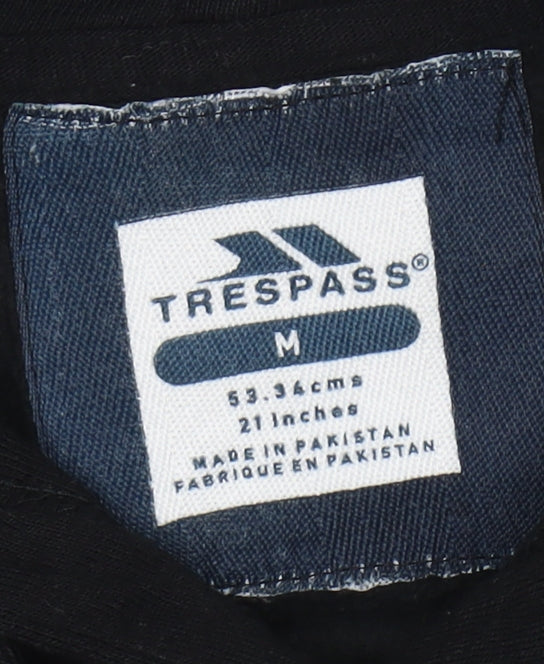 TRESPASS®
M
53.34cms
21 Inches
MADE IN PAKISTAN
FABRIQUE EN PAKISTAN